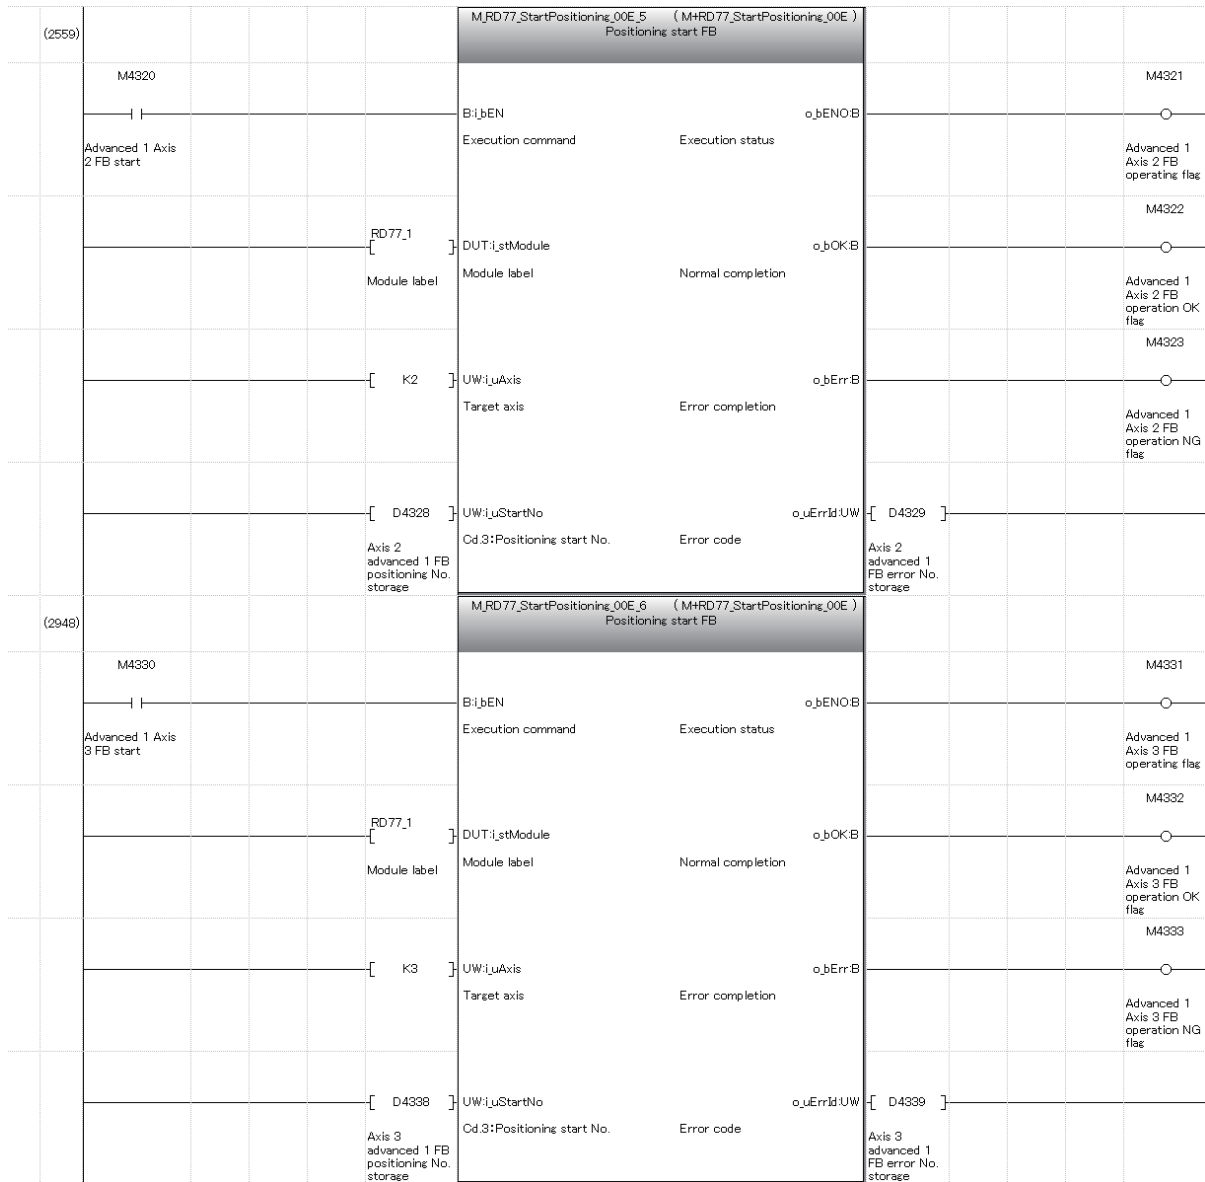 M_RD77_StartPositioning_00E_5 ( M+RD77_StartPositioning_00E )
Positioning start FB
(2559)
M4320
M4321
B:i_bEN
o_bENO:B
Execution command
Execution status
Advanced 1 Axis
2 FB start
Advanced 1
Axis 2 FB
operating flag
M4322
RD77_1
DUT:i_stModule
o_bOK:B
Module label
Module label
Normal completion
Advanced 1
Axis 2 FB
operation OK
flag
M4323
K2
UW:i_uAxis
o_bErr:B
Target axis
Error completion
Advanced 1
Axis 2 FB
operation NG
flag
D4328
UW:i_uStartNo
o_uErrId:UW
D4329
Cd.3:Positioning start No.
Error code
Axis 2
advanced 1 FB
positioning No.
storage
Axis 2
advanced 1
FB error No.
storage
M_RD77_StartPositioning_00E_6 ( M+RD77_StartPositioning_00E )
Positioning start FB
(2948)
M4330
M4331
B:i_bEN
o_bENO:B
Execution command
Execution status
Advanced 1 Axis
3 FB start
Advanced 1
Axis 3 FB
operating flag
M4332
RD77_1
DUT:i_stModule
o_bOK:B
Module label
Module label
Normal completion
Advanced 1
Axis 3 FB
operation OK
flag
M4333
K3
UW:i_uAxis
o_bErr:B
Target axis
Error completion
Advanced 1
Axis 3 FB
operation NG
flag
D4338
UW:i_uStartNo
o_uErrId:UW
D4339
Cd.3:Positioning start No.
Error code
Axis 3
advanced 1 FB
positioning No.
storage
Axis 3
advanced 1
FB error No.
storage